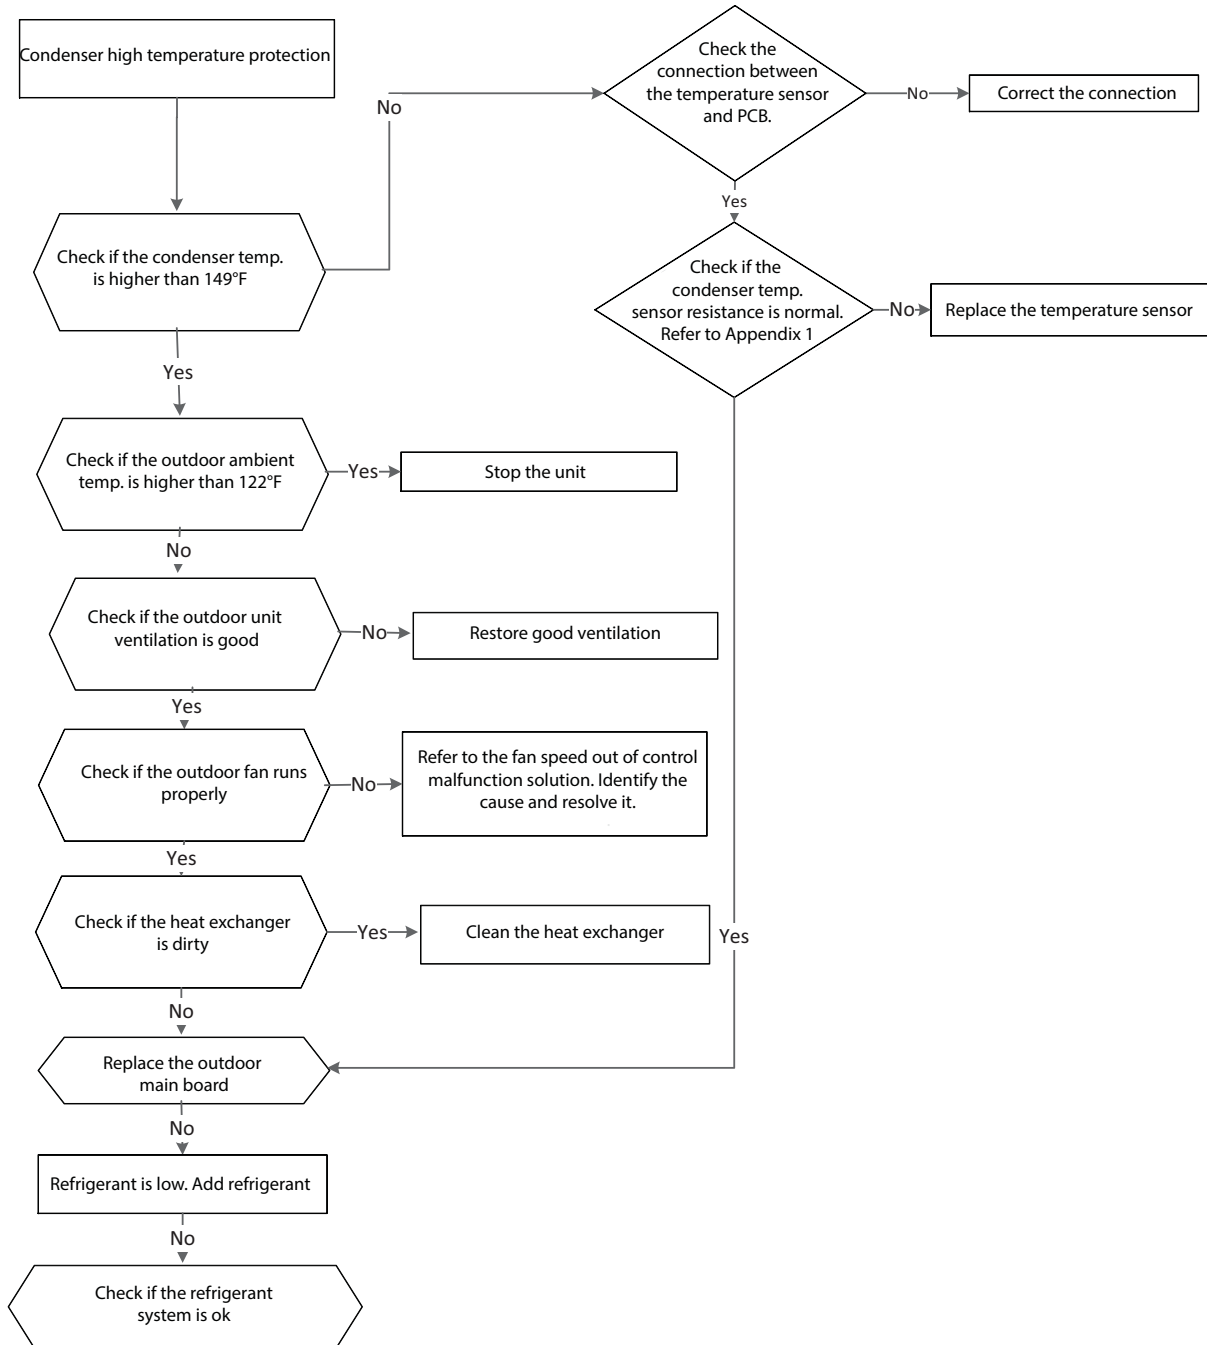 Condenser high temperature protection
No
Check the
connection between
the temperature sensor
and PCB.
No
Correct the connection
Yes
Check if the condenser temp.
is higher than 149°F
Check if the
condenser temp.
sensor resistance is normal.
Refer to Appendix 1
No
Replace the temperature sensor
Yes
Check if the outdoor ambient
temp. is higher than 122°F
Yes
Stop the unit
No
Check if the outdoor unit
ventilation is good
No
Restore good ventilation
Yes
Check if the outdoor fan runs
properly
No
Refer to the fan speed out of control
malfunction solution. Identify the
cause and resolve it.
Yes
Check if the heat exchanger
is dirty
Yes
Clean the heat exchanger
Yes
No
Replace the outdoor
main board
No
Refrigerant is low. Add refrigerant
No
Check if the refrigerant
system is ok